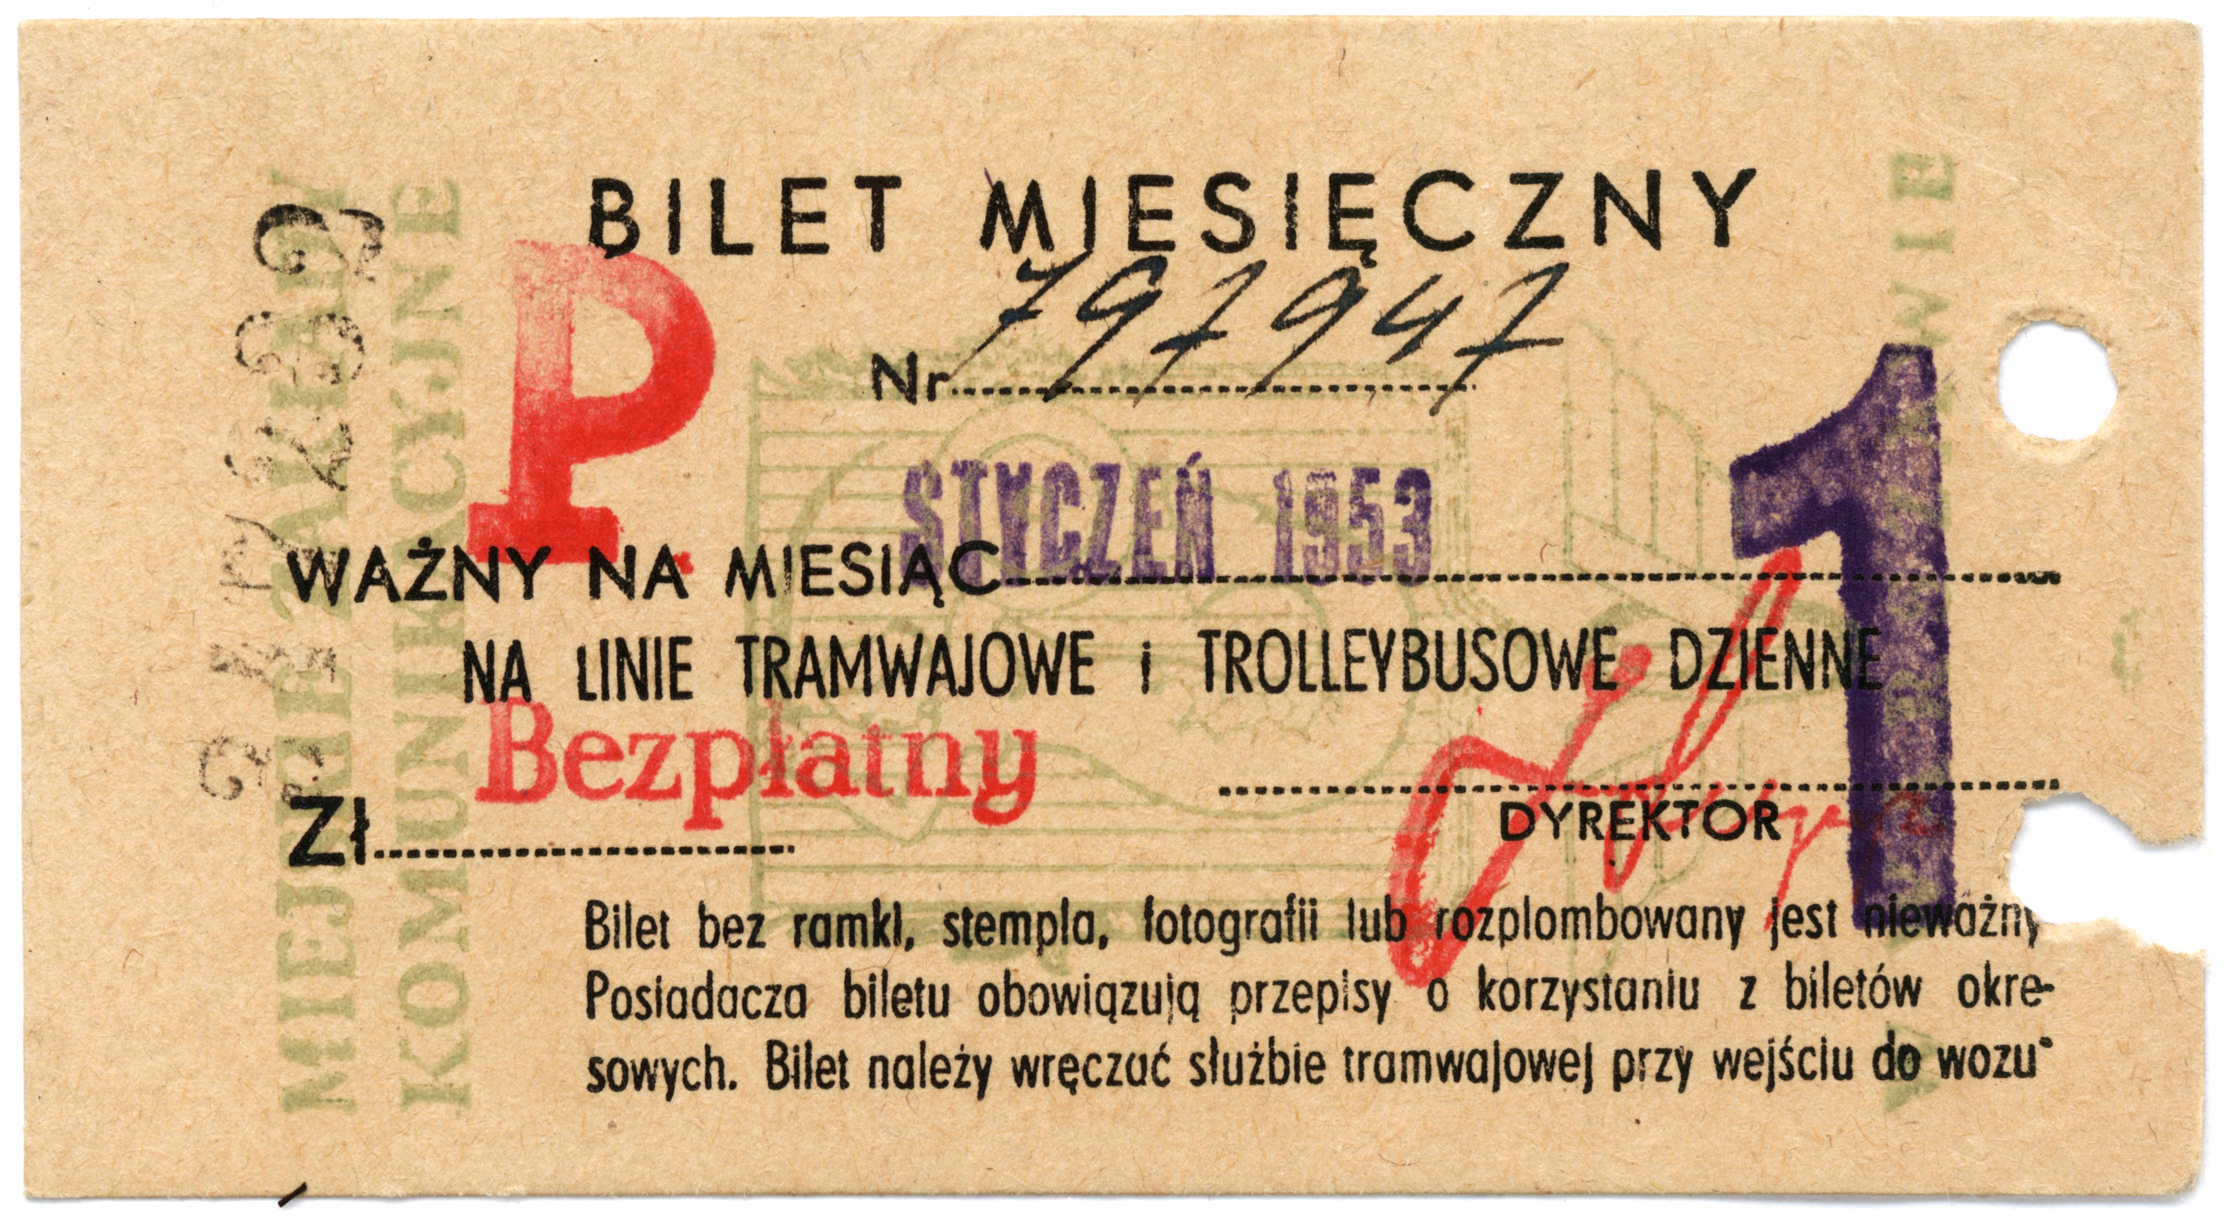 BILET MIESIĘCZNY
P
Nr 797947
STYCZEŃ 1953
1
WAŻNY NA MIESIĄC
NA LINIE TRAMWAJOWE i TROLLEYBUSOWE DZIENNE
Bezpłatny
Zł
DYREKTOR
Bilet bez ramki, stempla, fotografii lub rozplombowany jest nieważny
Posiadacza biletu obowiązują przepisy o korzystaniu z biletów okre-
sowych. Bilet należy wręczać służbie tramwajowej przy wejściu do wozu
MIEJSKIE ZAKŁADY
KOMUNIKACYJNE